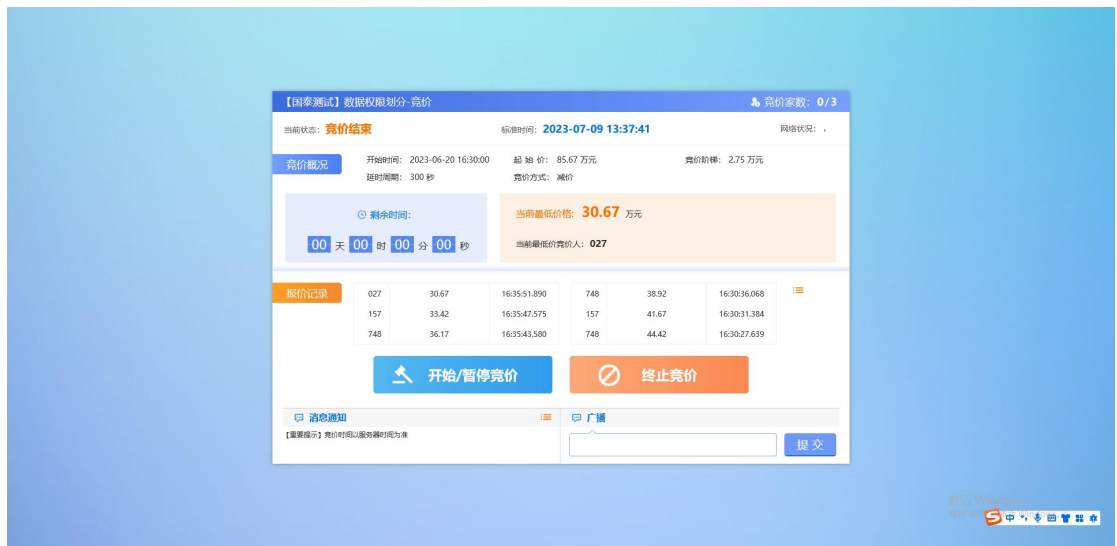 【国泰测试】数据权限划分-竞价 竞价家数: 0/3
当前状态: 竞价结束 标准时间: 2023-07-09 13:37:41 网络状况:
竞价概况 开始时间: 2023-06-20 16:30:00 起 始 价: 85.67 万元 竞价阶梯: 2.75 万元
延时周期: 300 秒 竞价方式: 减价
剩余时间: 当前最低价格: 30.67 万元
00 天 00 时 00 分 00 秒 当前最低价竞价人: 027
报价记录 027 30.67 16:35:51.890 748 38.92 16:30:36.068
157 33.42 16:35:47.575 157 41.67 16:30:31.384
748 36.17 16:35:43.580 748 44.42 16:30:27.639
开始/暂停竞价 终止竞价
消息通知 广播
【重要提示】竞价时间以服务器时间为准
提 交
激活 Windows
中